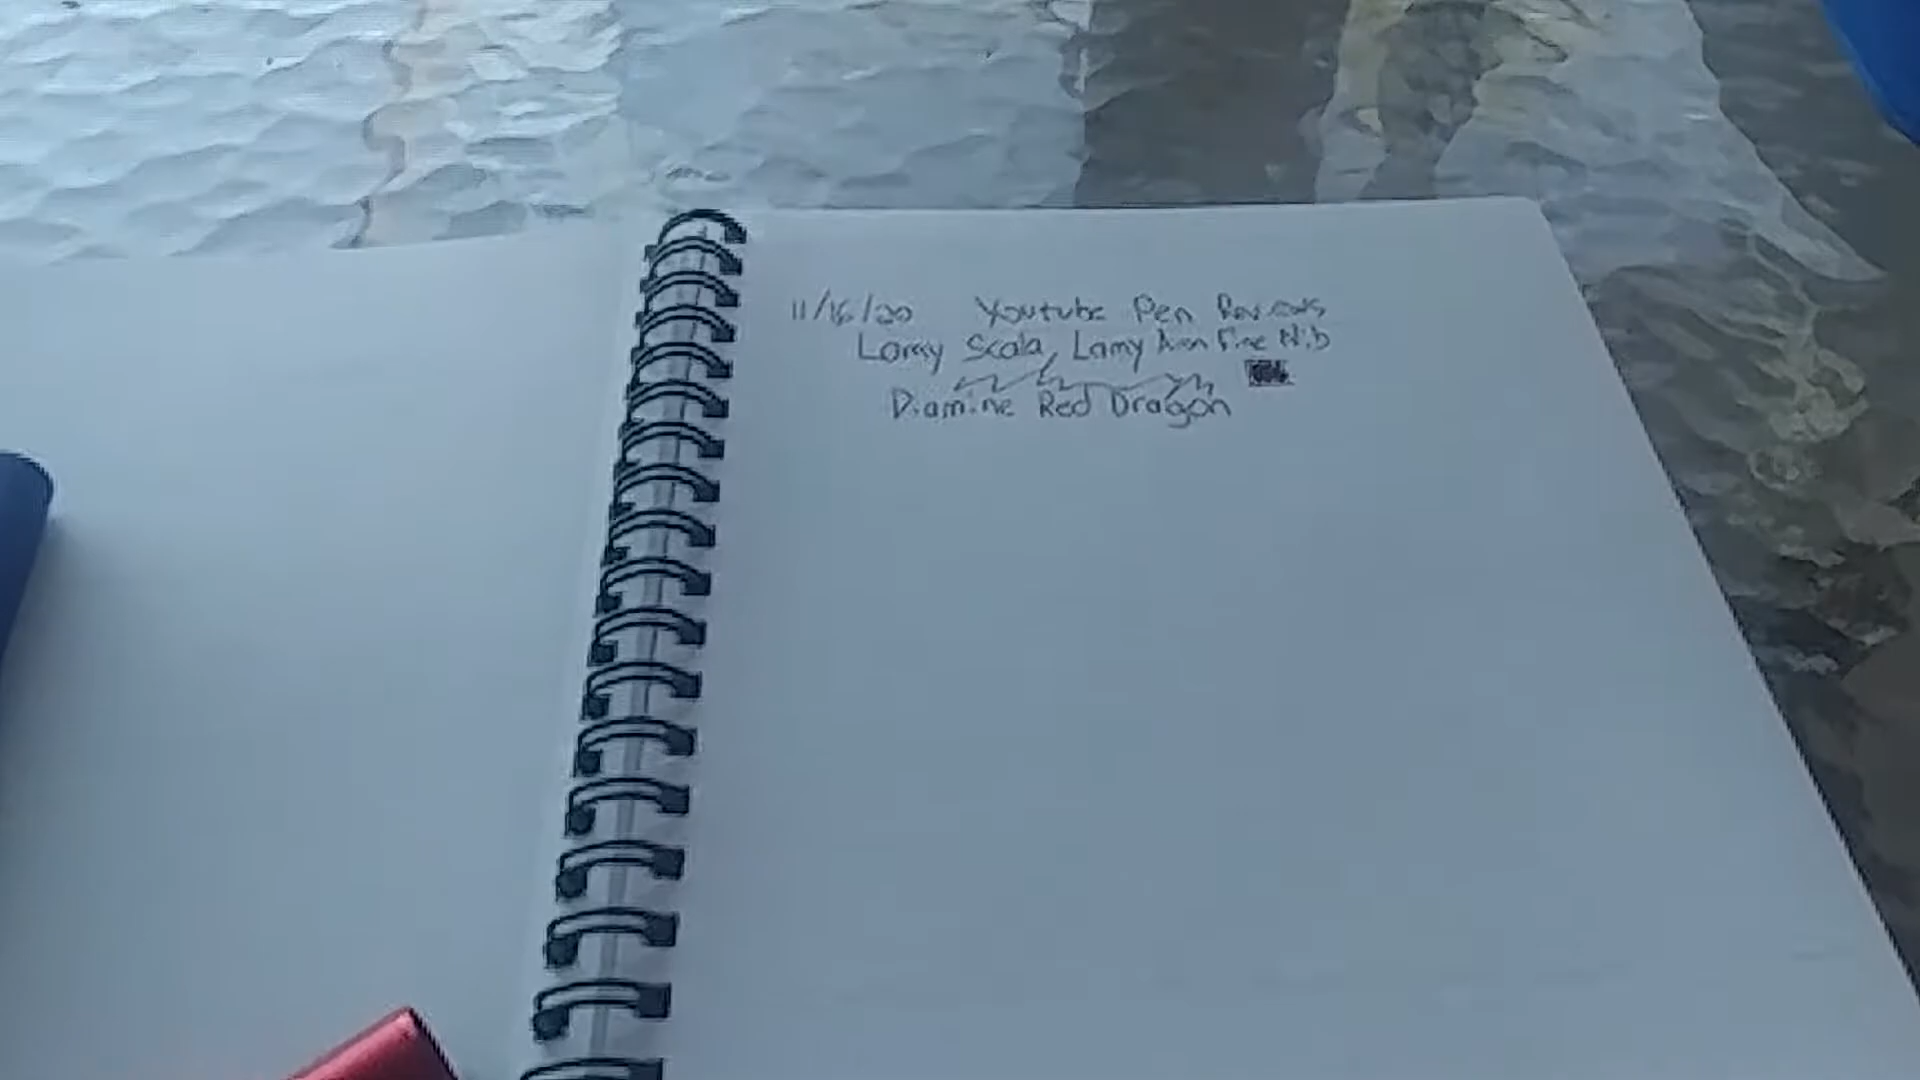 11/16/20 Youtube Pen Reviews
Lamy Scala, Lamy Aion Fine Nib
Diamine Red Dragon